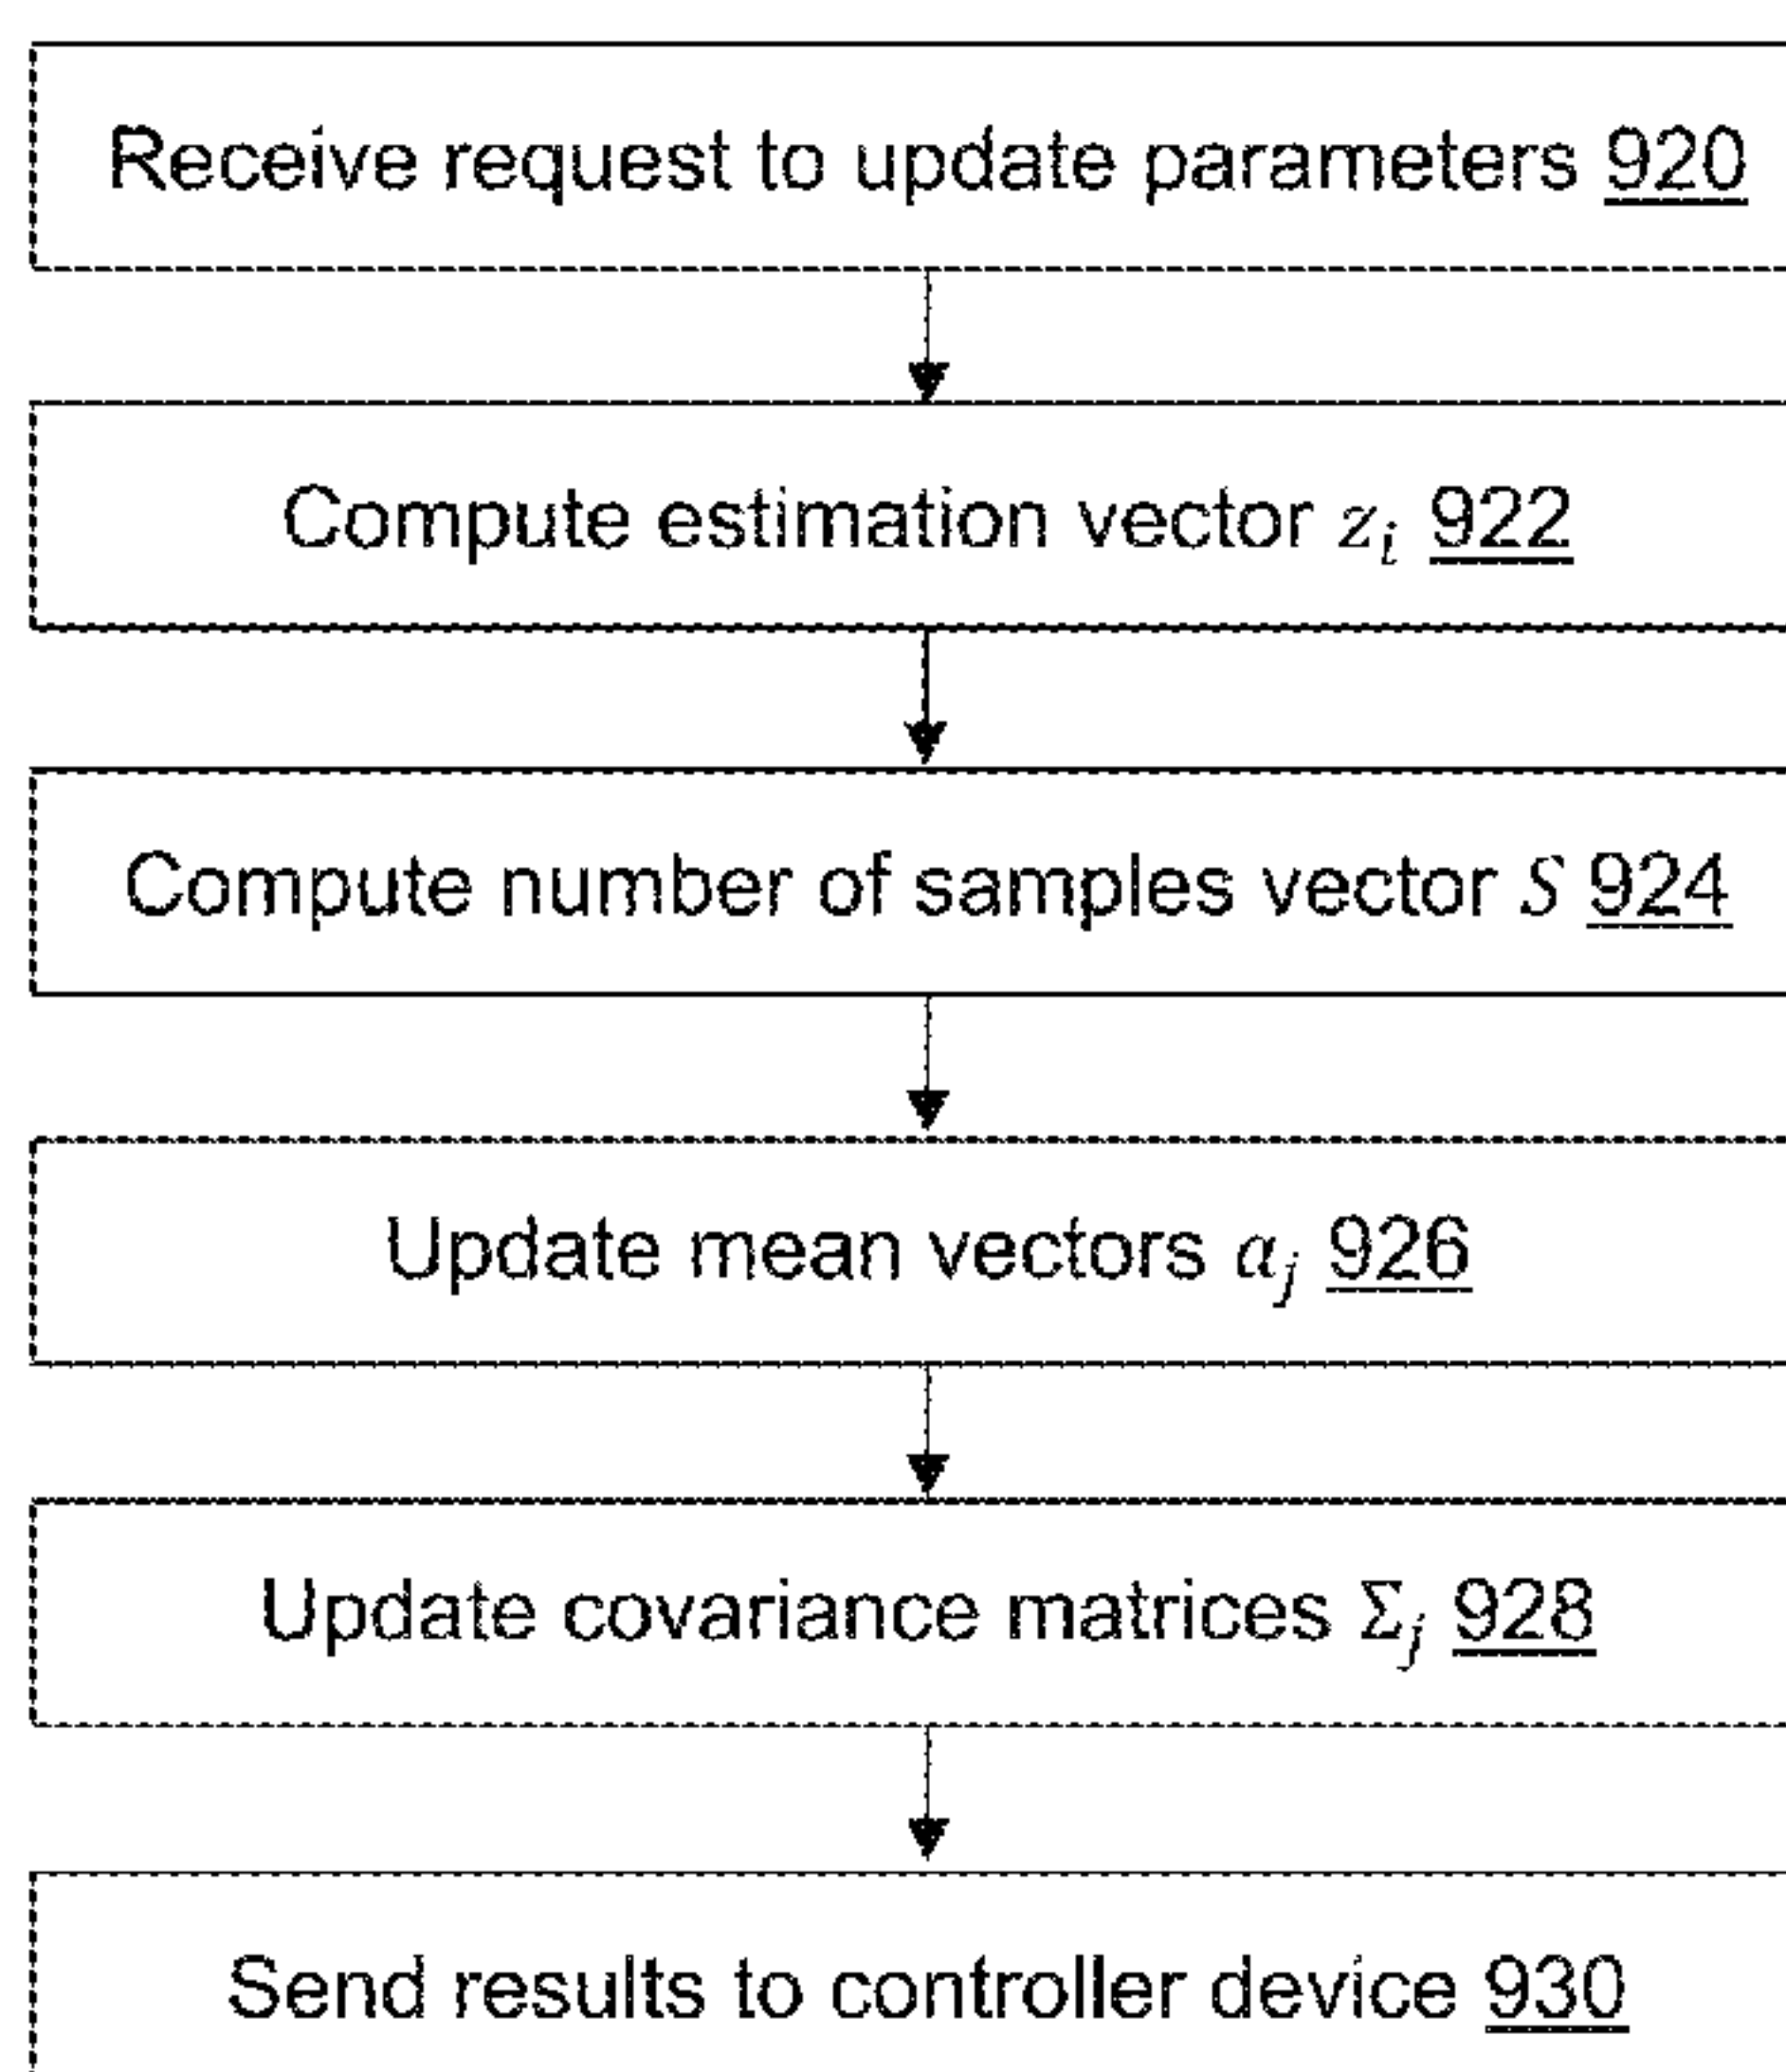 Receive request to update parameters 920
Compute estimation vector zᵢ 922
Compute number of samples vector S 924
Update mean vectors αⱼ 926
Update covariance matrices Σⱼ 928
Send results to controller device 930